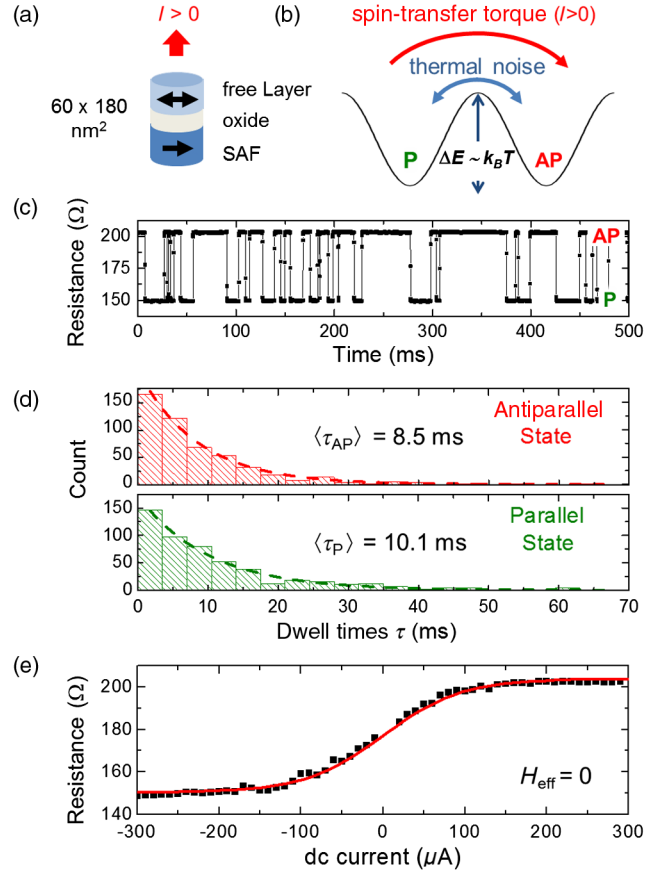 (a)
I > 0
60 x 180
nm²
free Layer
oxide
SAF
(b)
spin-transfer torque (I>0)
thermal noise
P
ΔE ~ k_BT
AP
(c)
Resistance (Ω)
200
175
150
AP
P
0 100 200 300 400 500
Time (ms)
(d)
Count
150
100
50
0
⟨τ_AP⟩ = 8.5 ms
Antiparallel
State
150
100
50
0
⟨τ_P⟩ = 10.1 ms
Parallel
State
0 10 20 30 40 50 60 70
Dwell times τ (ms)
(e)
Resistance
(Ω)
200
180
160
140
H_eff = 0
-300 -200 -100 0 100 200 300
dc current (μA)